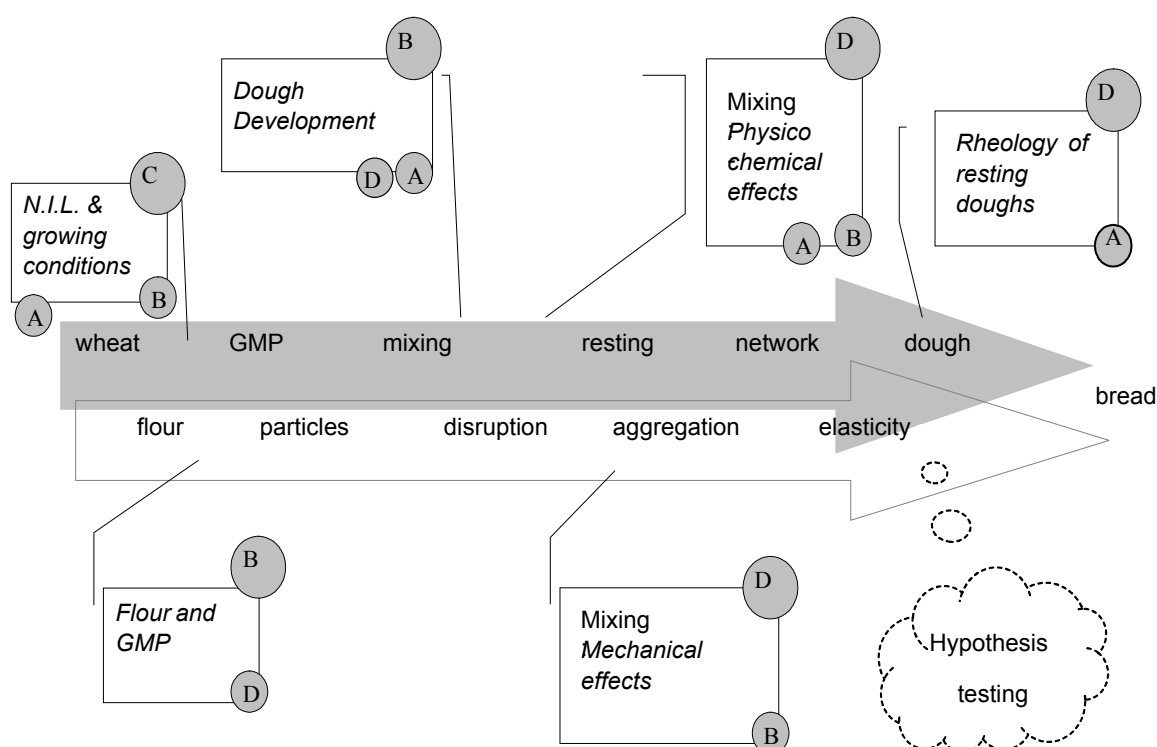 B
Dough
Development
D
A
D
Mixing
Physico
chemical
effects
A
B
D
Rheology of
resting
doughs
A
C
N.I.L. &
growing
conditions
A
B
wheat GMP mixing resting network dough
bread
flour particles disruption aggregation elasticity
B
Flour and
GMP
D
D
Mixing
Mechanical
effects
B
Hypothesis
testing